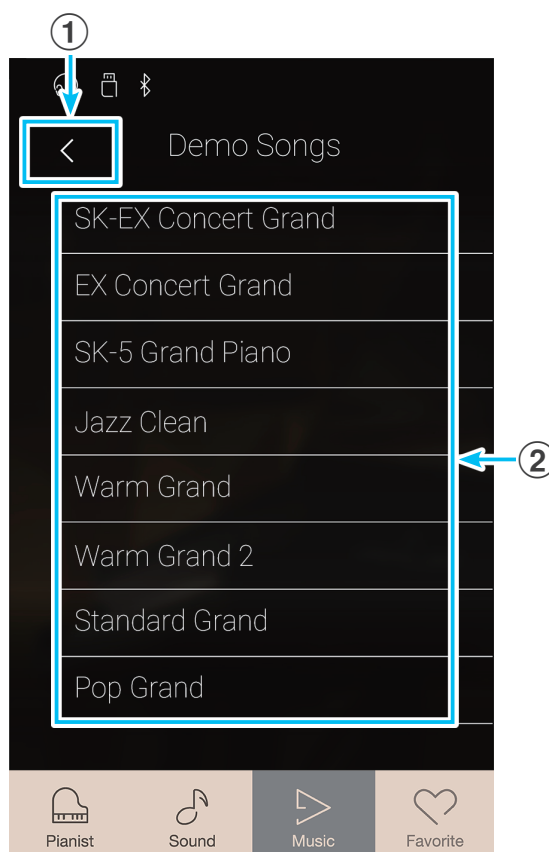 1
Demo Songs
SK-EX Concert Grand
EX Concert Grand
SK-5 Grand Piano
Jazz Clean
2
Warm Grand
Warm Grand 2
Standard Grand
Pop Grand
Pianist Sound Music Favorite